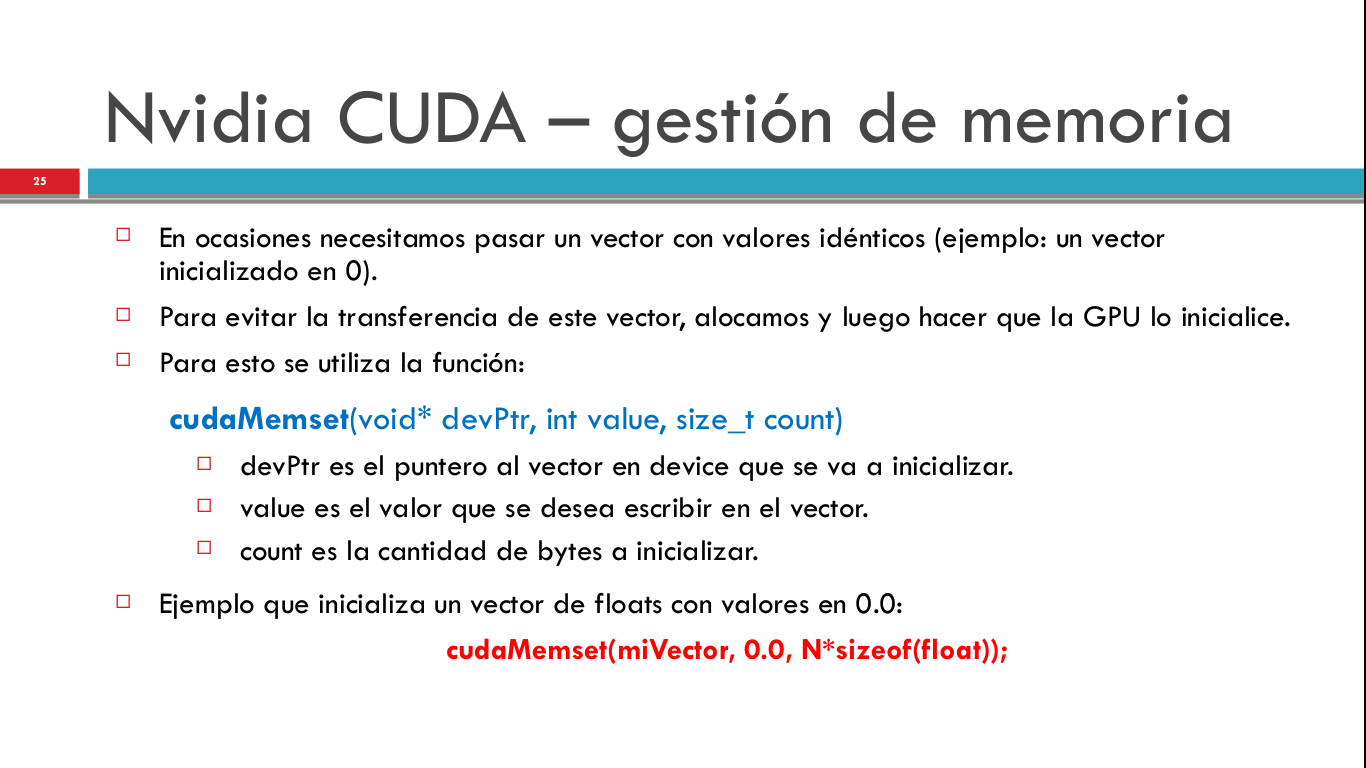 Nvidia CUDA – gestión de memoria
25
En ocasiones necesitamos pasar un vector con valores idénticos (ejemplo: un vector
inicializado en 0).
Para evitar la transferencia de este vector, alocamos y luego hacer que la GPU lo inicialice.
Para esto se utiliza la función:
cudaMemset(void* devPtr, int value, size_t count)
devPtr es el puntero al vector en device que se va a inicializar.
value es el valor que se desea escribir en el vector.
count es la cantidad de bytes a inicializar.
Ejemplo que inicializa un vector de floats con valores en 0.0:
cudaMemset(miVector, 0.0, N*sizeof(float));